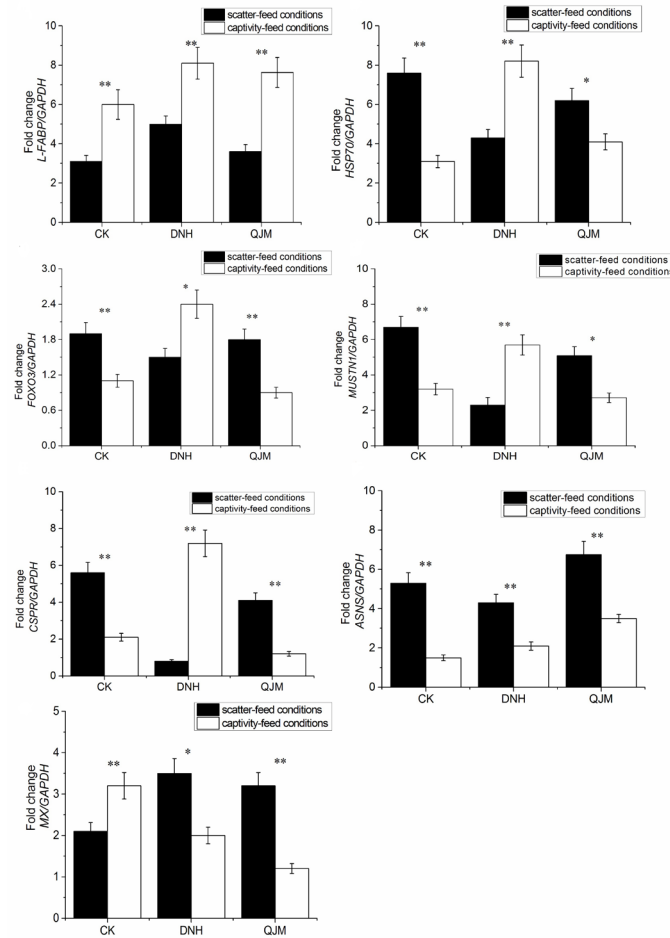 scatter-feed conditions
captivity-feed conditions
Fold change
L-FABP/GAPDH
10
8
6
4
2
0
**
**
**
CK
DNH
QJM
scatter-feed conditions
captivity-feed conditions
Fold change
HSP70/GAPDH
10
8
6
4
2
0
**
**
*
CK
DNH
QJM
scatter-feed conditions
captivity-feed conditions
Fold change
FOXO3/GAPDH
3.0
2.4
1.8
1.2
0.6
0.0
**
*
**
CK
DNH
QJM
scatter-feed conditions
captivity-feed conditions
Fold change
MUSTN1/GAPDH
10
8
6
4
2
0
**
**
*
CK
DNH
QJM
scatter-feed conditions
captivity-feed conditions
Fold change
CSPR/GAPDH
10
8
6
4
2
0
**
**
**
CK
DNH
QJM
scatter-feed conditions
captivity-feed conditions
Fold change
ASNS/GAPDH
10
8
6
4
2
0
**
**
**
CK
DNH
QJM
scatter-feed conditions
captivity-feed conditions
Fold change
MX/GAPDH
6
5
4
3
2
1
0
**
*
**
CK
DNH
QJM